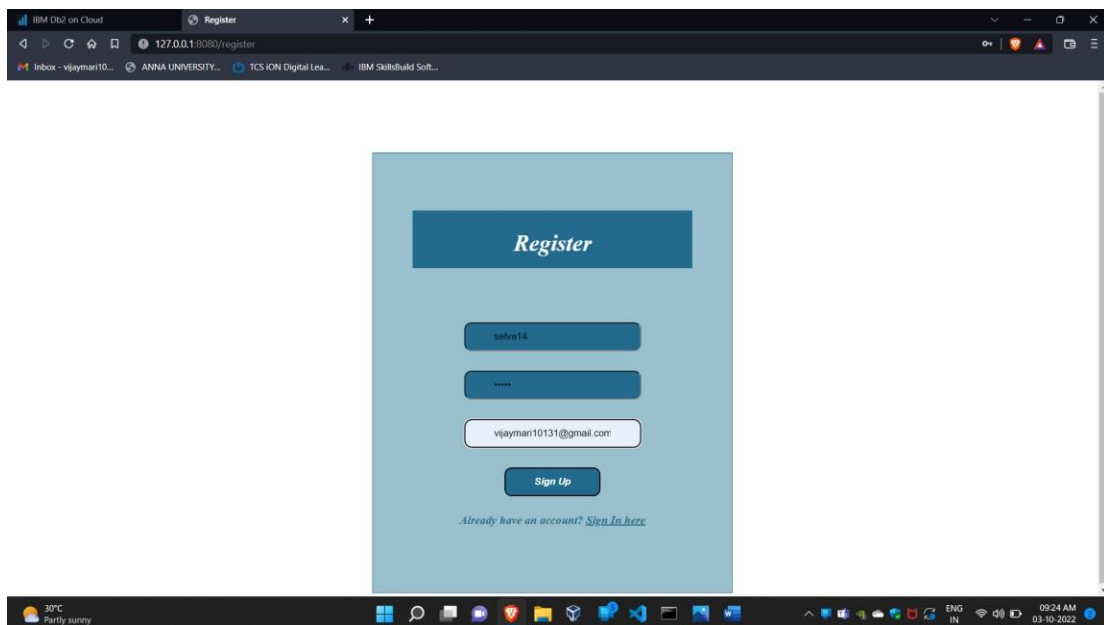 IBM Db2 on Cloud
Register
127.0.0.1:8080/register
Inbox - vijaymari10...
ANNA UNIVERSITY...
TCS iON Digital Lea...
IBM SkillsBuild Soft...
Register
selva14
•••••
vijaymari10131@gmail.com
Sign Up
Already have an account? Sign In here
30°C
Partly sunny
ENG
IN
09:24 AM
03-10-2022